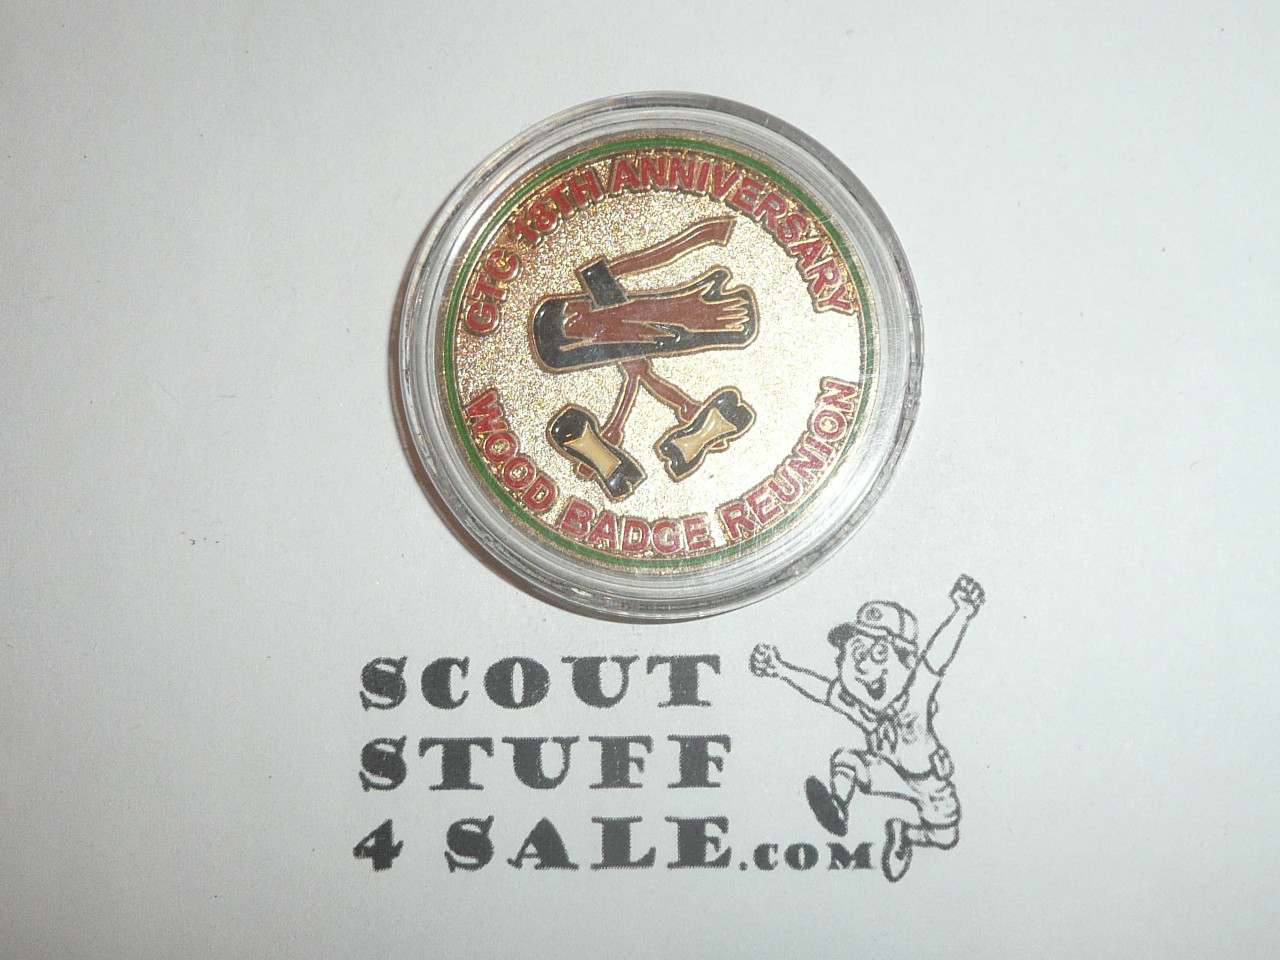 GTC 18TH ANNIVERSARY
WOOD BADGE REUNION
SCOUT
STUFF
4 SALE.COM